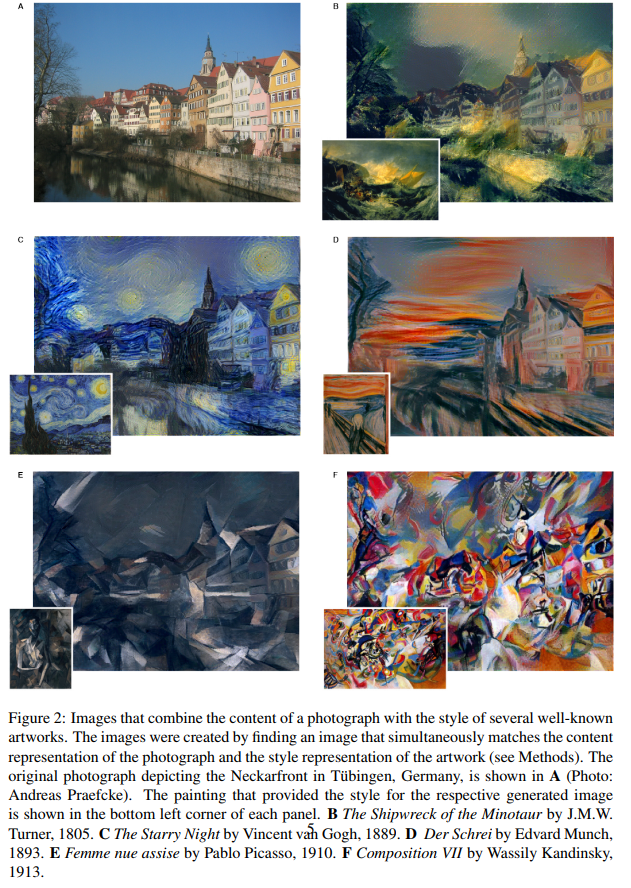 A
B
C
D
E
F
Figure 2: Images that combine the content of a photograph with the style of several well-known
artworks. The images were created by finding an image that simultaneously matches the content
representation of the photograph and the style representation of the artwork (see Methods). The
original photograph depicting the Neckarfront in Tübingen, Germany, is shown in A (Photo:
Andreas Praefcke). The painting that provided the style for the respective generated image
is shown in the bottom left corner of each panel. B The Shipwreck of the Minotaur by J.M.W.
Turner, 1805. C The Starry Night by Vincent van Gogh, 1889. D Der Schrei by Edvard Munch,
5
1893. E Femme nue assise by Pablo Picasso, 1910. F Composition VII by Wassily Kandinsky,
1913.